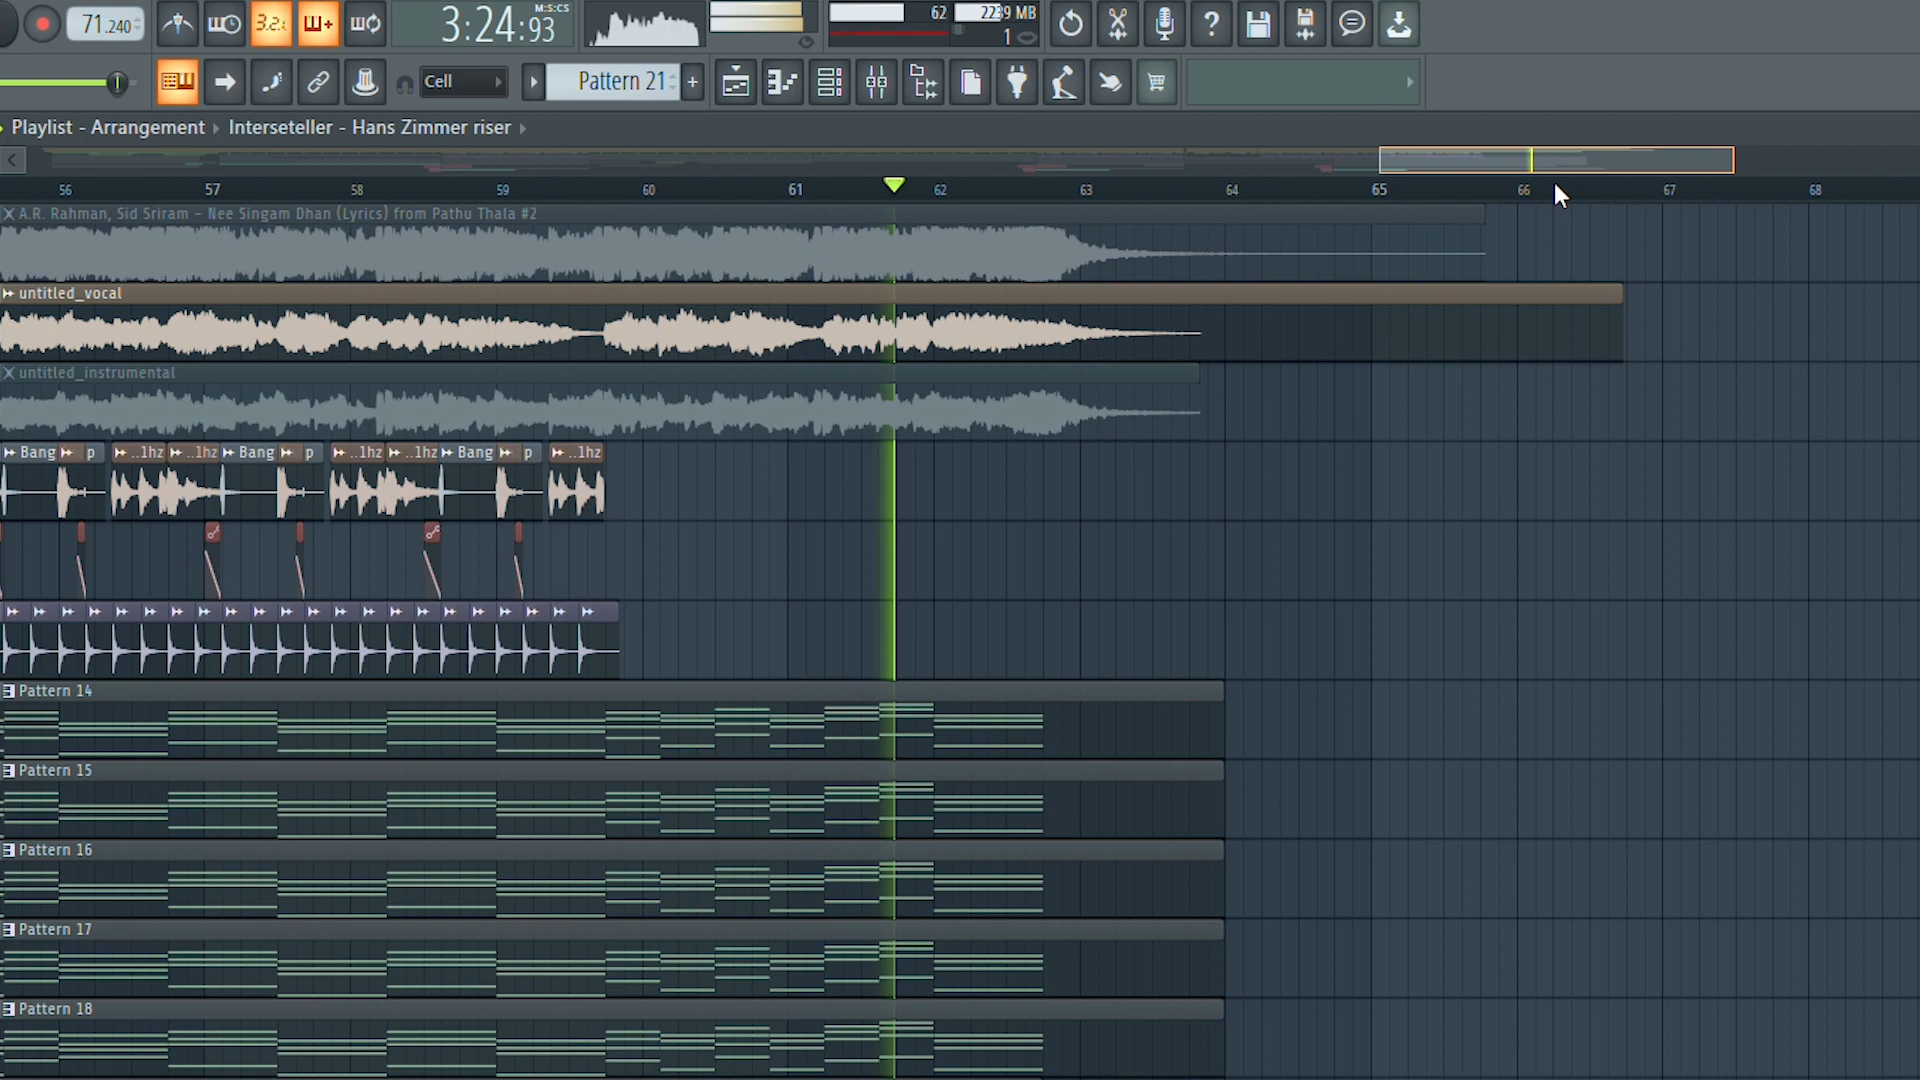 71.240
3.2:
3:24:93
M:S:CS
62
2239 MB
1
Cell
Pattern 21
+
Playlist - Arrangement
Interseteller - Hans Zimmer riser
56 57 58 59 60 61 62 63 64 65 66 67 68
A.R. Rahman, Sid Sriram - Nee Singam Dhan (Lyrics) from Pathu Thala #2
untitled_vocal
untitled_instrumental
Bang p ..1hz ..1hz Bang p ..1hz ..1hz Bang p ..1hz
Pattern 14
Pattern 15
Pattern 16
Pattern 17
Pattern 18